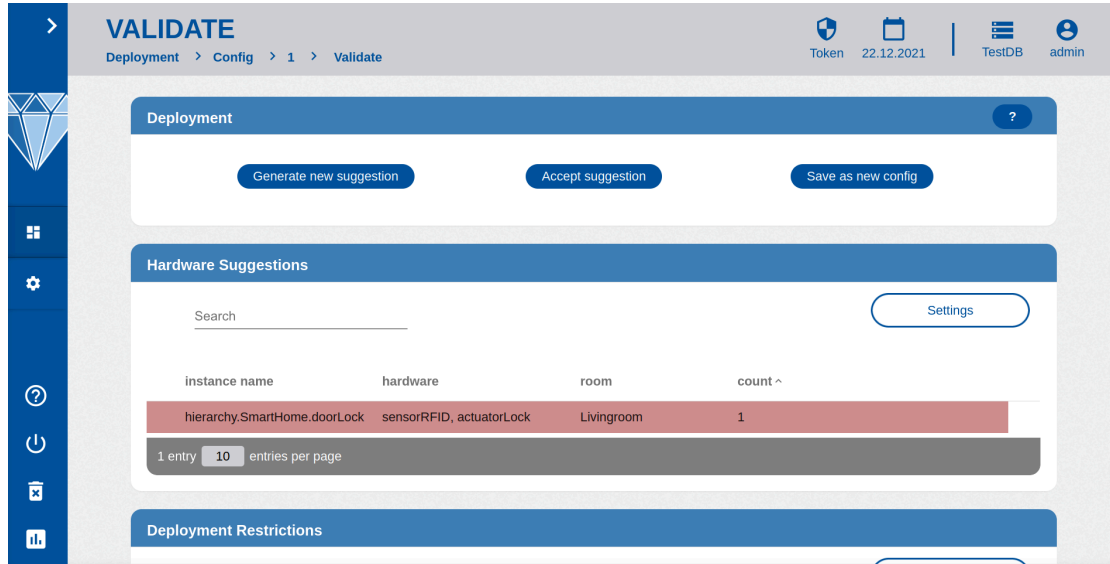 VALIDATE
Deployment > Config > 1 > Validate
Token 22.12.2021 TestDB admin
Deployment ?
Generate new suggestion Accept suggestion Save as new config
Hardware Suggestions
Search Settings
instance name hardware room count
hierarchy.SmartHome.doorLock sensorRFID, actuatorLock Livingroom 1
1 entry 10 entries per page
Deployment Restrictions